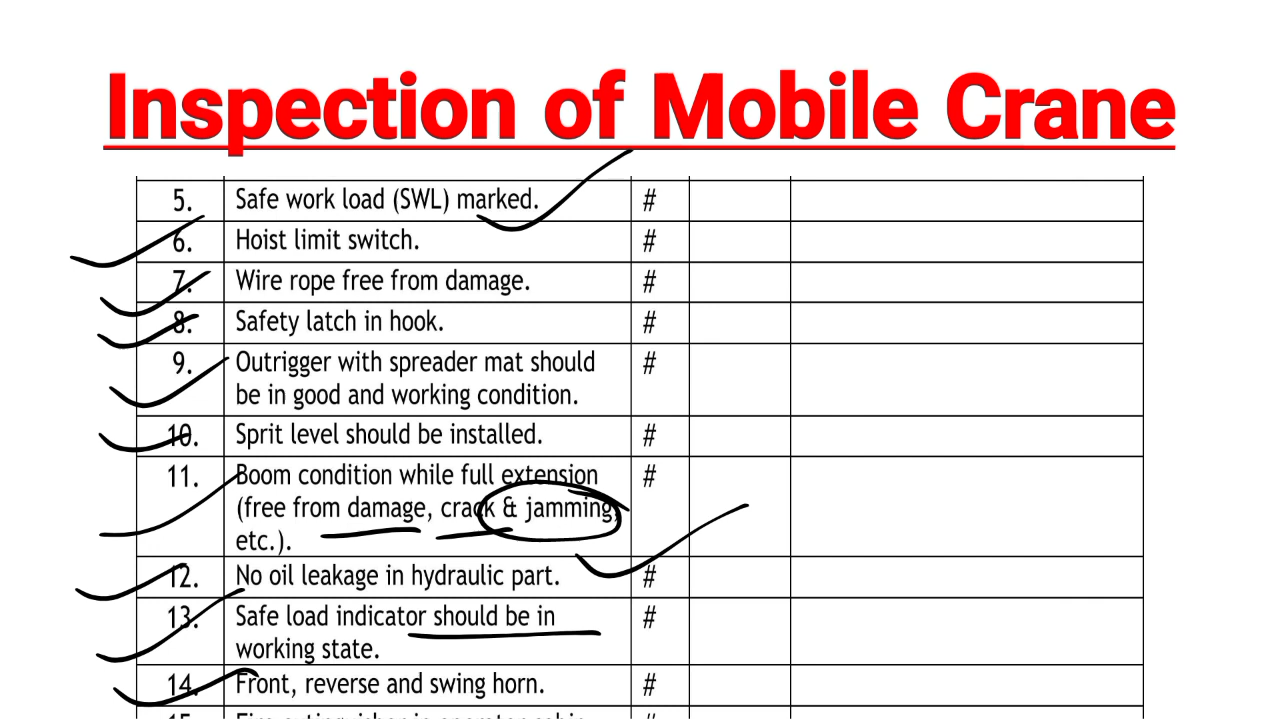 Inspection of Mobile Crane
5. Safe work load (SWL) marked. #
6. Hoist limit switch. #
7. Wire rope free from damage. #
8. Safety latch in hook. #
9. Outrigger with spreader mat should #
be in good and working condition.
10. Sprit level should be installed. #
11. Boom condition while full extension #
(free from damage, crack & jamming,
etc.).
12. No oil leakage in hydraulic part. #
13. Safe load indicator should be in #
working state.
14. Front, reverse and swing horn. #